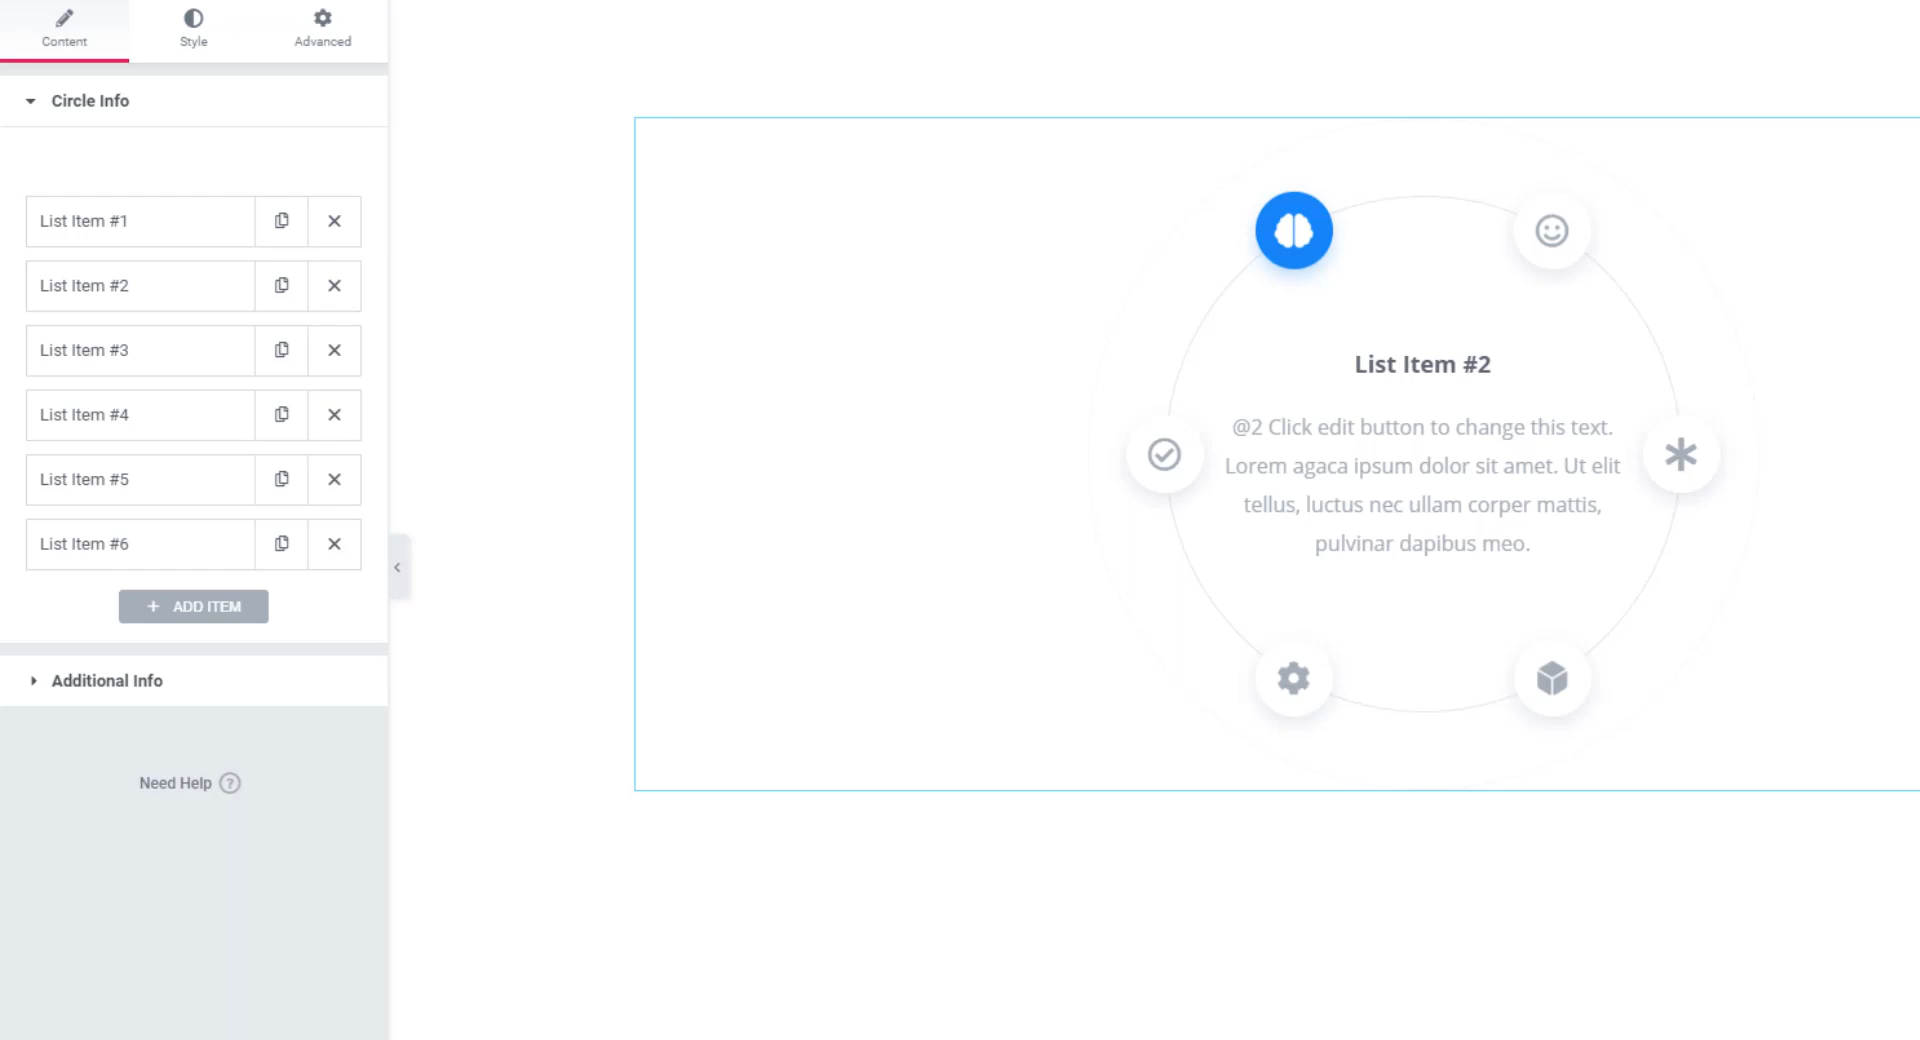 Content
Style
Advanced
Circle Info
List Item #1
List Item #2
List Item #3
List Item #4
List Item #5
List Item #6
+ ADD ITEM
Additional Info
Need Help ?
List Item #2
@2 Click edit button to change this text.
Lorem agaca ipsum dolor sit amet. Ut elit
tellus, luctus nec ullam corper mattis,
pulvinar dapibus meo.